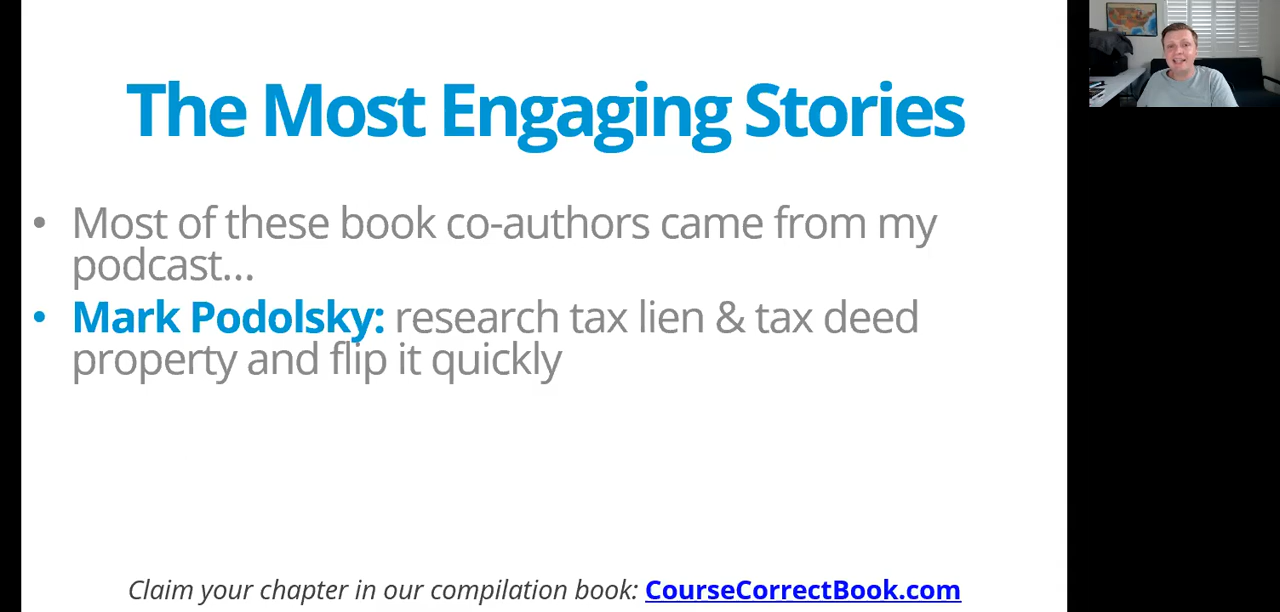 The Most Engaging Stories
• Most of these book co-authors came from my
podcast...
• Mark Podolsky: research tax lien & tax deed
property and flip it quickly
Claim your chapter in our compilation book: CourseCorrectBook.com